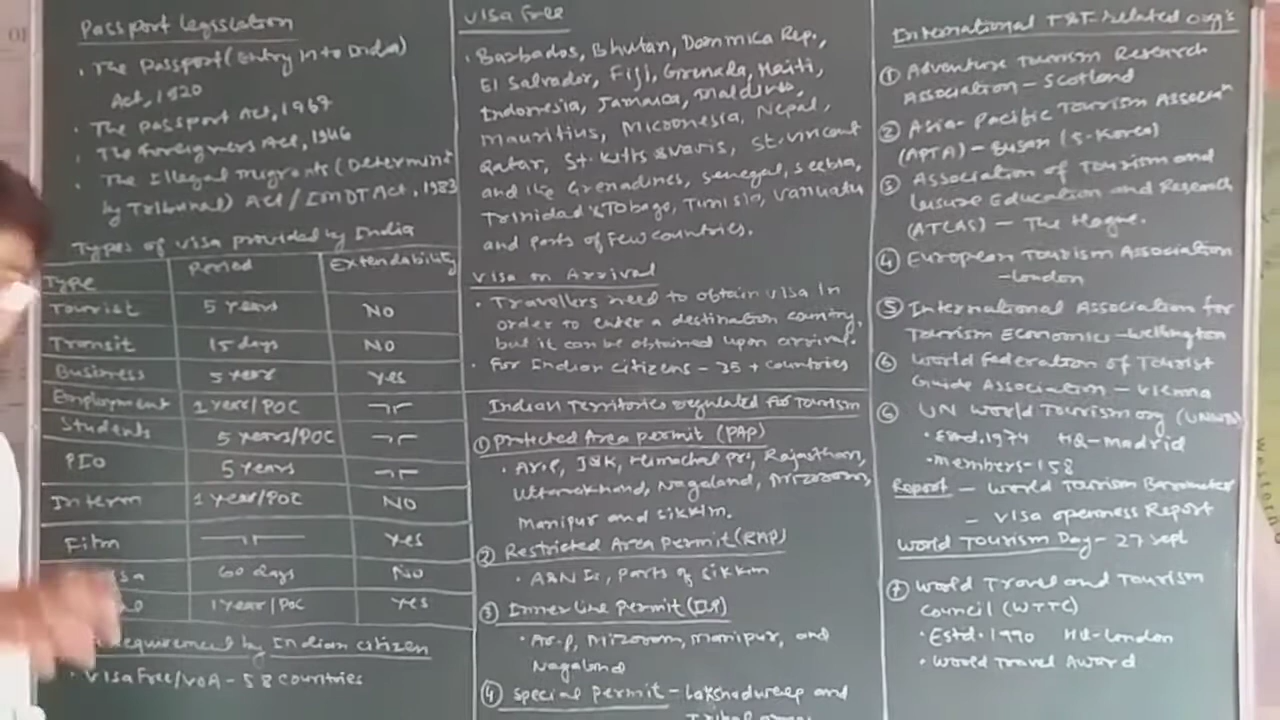 Passport legislation
· The Passport (Entry Into India)
Act, 1920
· The passport Act, 1967
· The Foreigners Act, 1946
· The Illegal migrants (Determint
by Tribunal) Act / IMDT Act, 1983
Types of visa provided by India
Type Period Extendability
Tourist 5 years No
Transit 15 days No
Business 5 year Yes
Employment 1 year/POC —〃—
Students 5 years/POC —〃—
PIO 5 years —〃—
Interm 1 year/POC No
Film —〃— Yes
60 days No
1 year/POC Yes
requirement by Indian citizen
· Visa Free/VOA - 58 countries
Visa Free
· Barbados, Bhutan, Dommica Rep.,
El Salvador, Fiji, Grenada, Haiti,
Indonesia, Jamaica, Maldives,
Mauritius, Micronesia, Nepal,
Qatar, St. kitts & Navis, St. Vincent
and the Grenadines, Senegal, Serbia,
Trinidad & Tobago, Tunisia, Vanuatu
and ports of Few countries.
Visa on Arrival
· Travellers need to obtain visa in
order to enter a destination country,
but it can be obtained upon arrival.
· For Indian citizens - 35 + countries
Indian Territories regulated for Tourism
① Protected Area permit (PAP)
· Ar.p, J&K, Himachal pr., Rajasthan,
Uttarakhand, Nagaland, Mizoram,
Manipur and Sikkim.
② Restricted Area Permit (RAP)
· A&N Is, parts of Sikkim
③ Inner line Permit (ILP)
· Ar.p, Mizoram, Manipur, and
Nagaland
④ Special permit - Lakshadweep and
International T&T-related org's
① Adventure Tourism Research
Association - Scotland
② Asia-Pacific Tourism Associan
(APTA) - Busan (S-Korea)
③ Association of Tourism and
leisure Education and Research
(ATLAS) - The Hague.
④ European Tourism Association
- London
⑤ International Association for
Tourism Economics - Wellington
⑥ World Federation of Tourist
Guide Association - Vienna
⑥ UN World Tourism org (UNWTO)
· Estd. 1974 HQ - Madrid
· Members - 158
Report - World Tourism Barometer
- Visa openness Report
World Tourism Day - 27 Sept
⑦ World Travel and Tourism
Council (WTTC)
· Estd. 1990 HQ - London
· World Travel Award